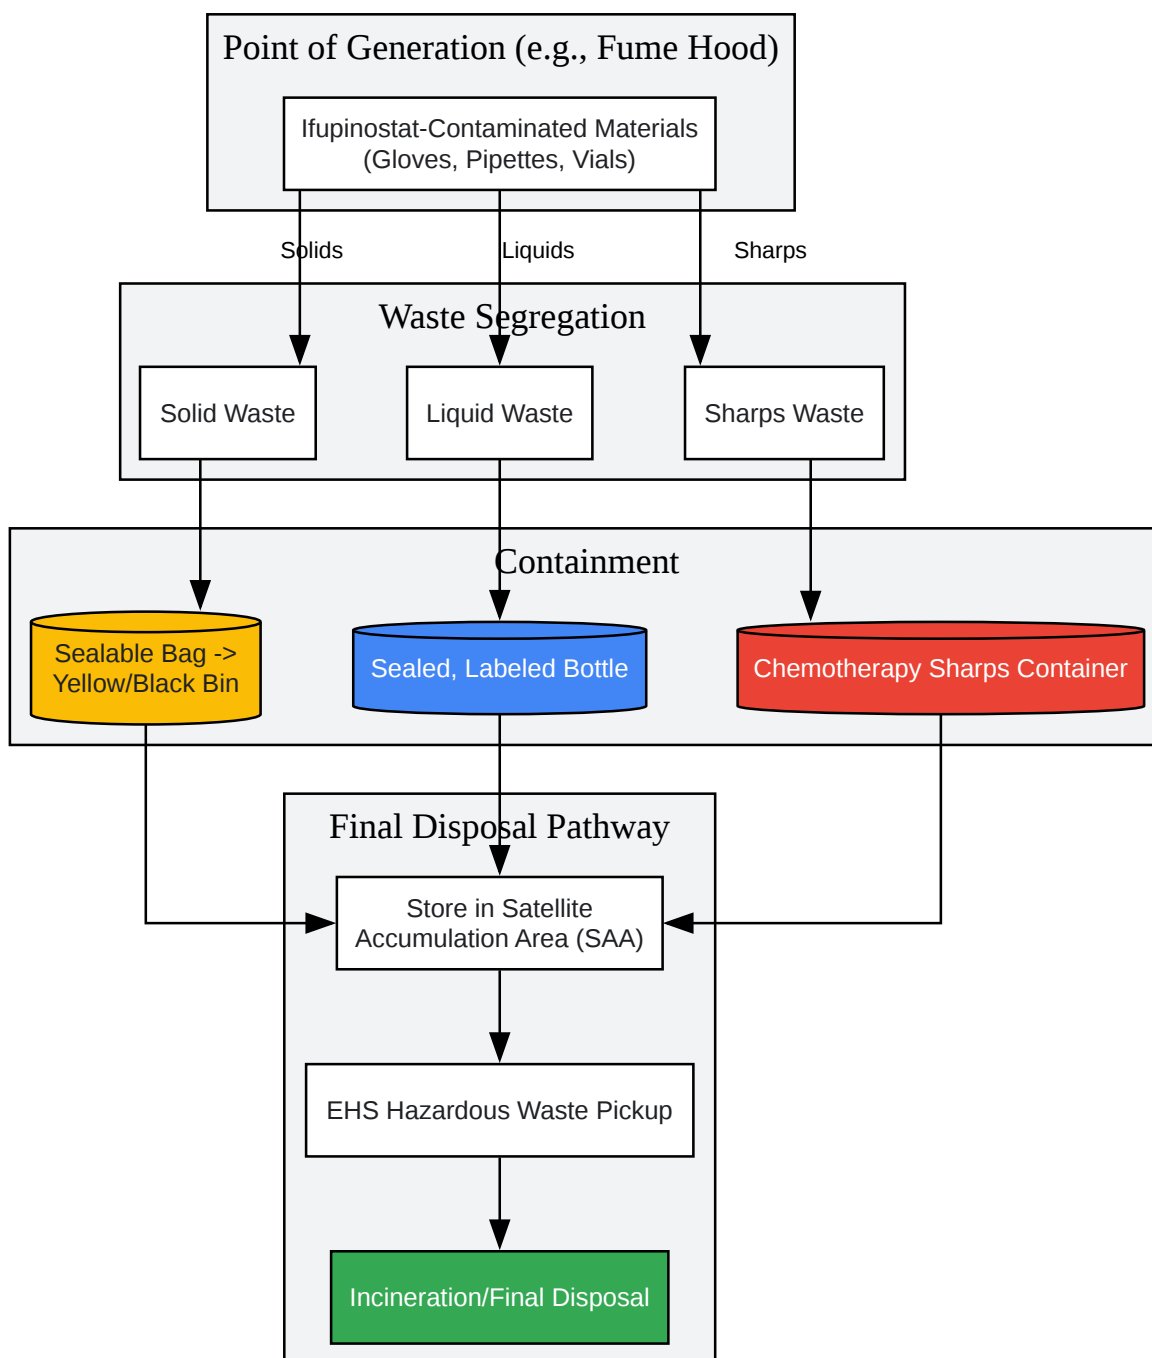 Point of Generation (e.g., Fume Hood)
Ifupinostat-Contaminated Materials
(Gloves, Pipettes, Vials)
Solids
Liquids
Sharps
Waste Segregation
Solid Waste
Liquid Waste
Sharps Waste
Containment
Sealable Bag ->
Yellow/Black Bin
Sealed, Labeled Bottle
Chemotherapy Sharps Container
Final Disposal Pathway
Store in Satellite
Accumulation Area (SAA)
EHS Hazardous Waste Pickup
Incineration/Final Disposal